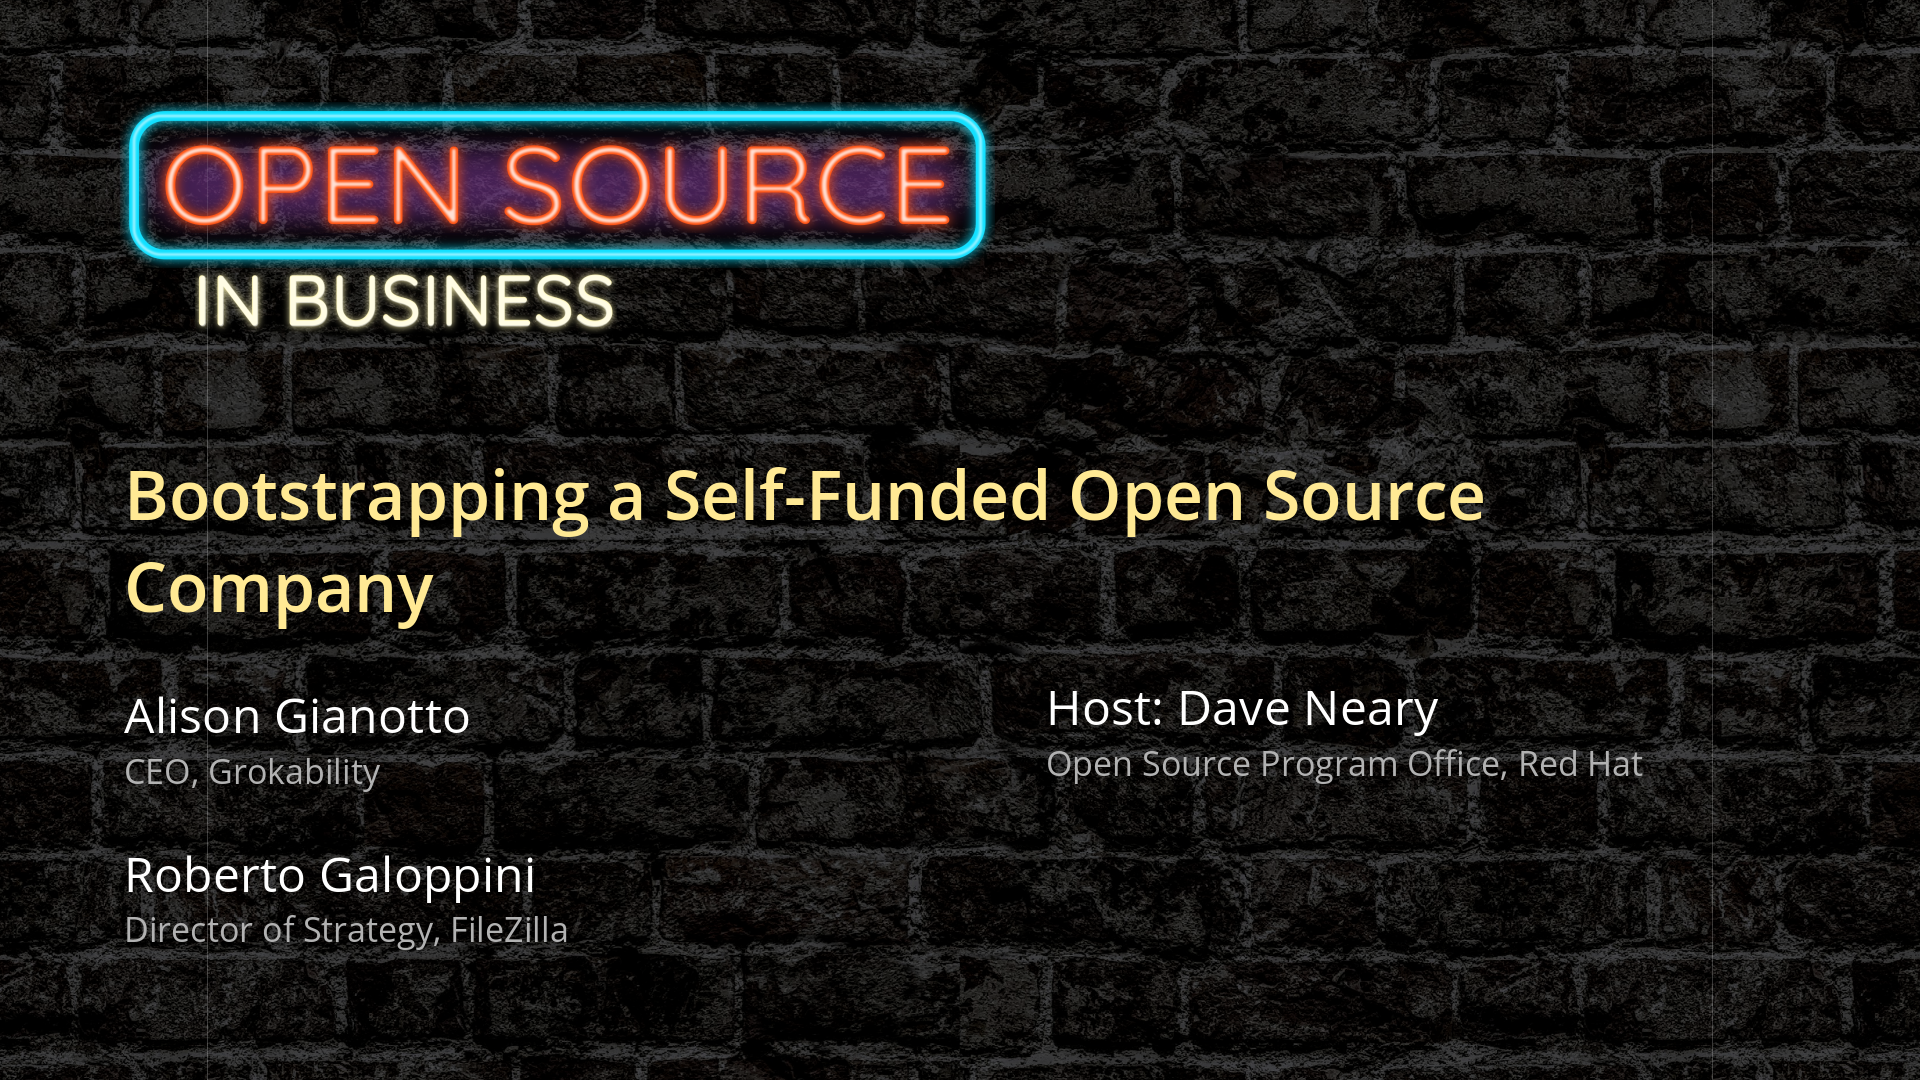 OPEN SOURCE
IN BUSINESS
Bootstrapping a Self-Funded Open Source
Company
Alison Gianotto
CEO, Grokability
Roberto Galoppini
Director of Strategy, FileZilla
Host: Dave Neary
Open Source Program Office, Red Hat